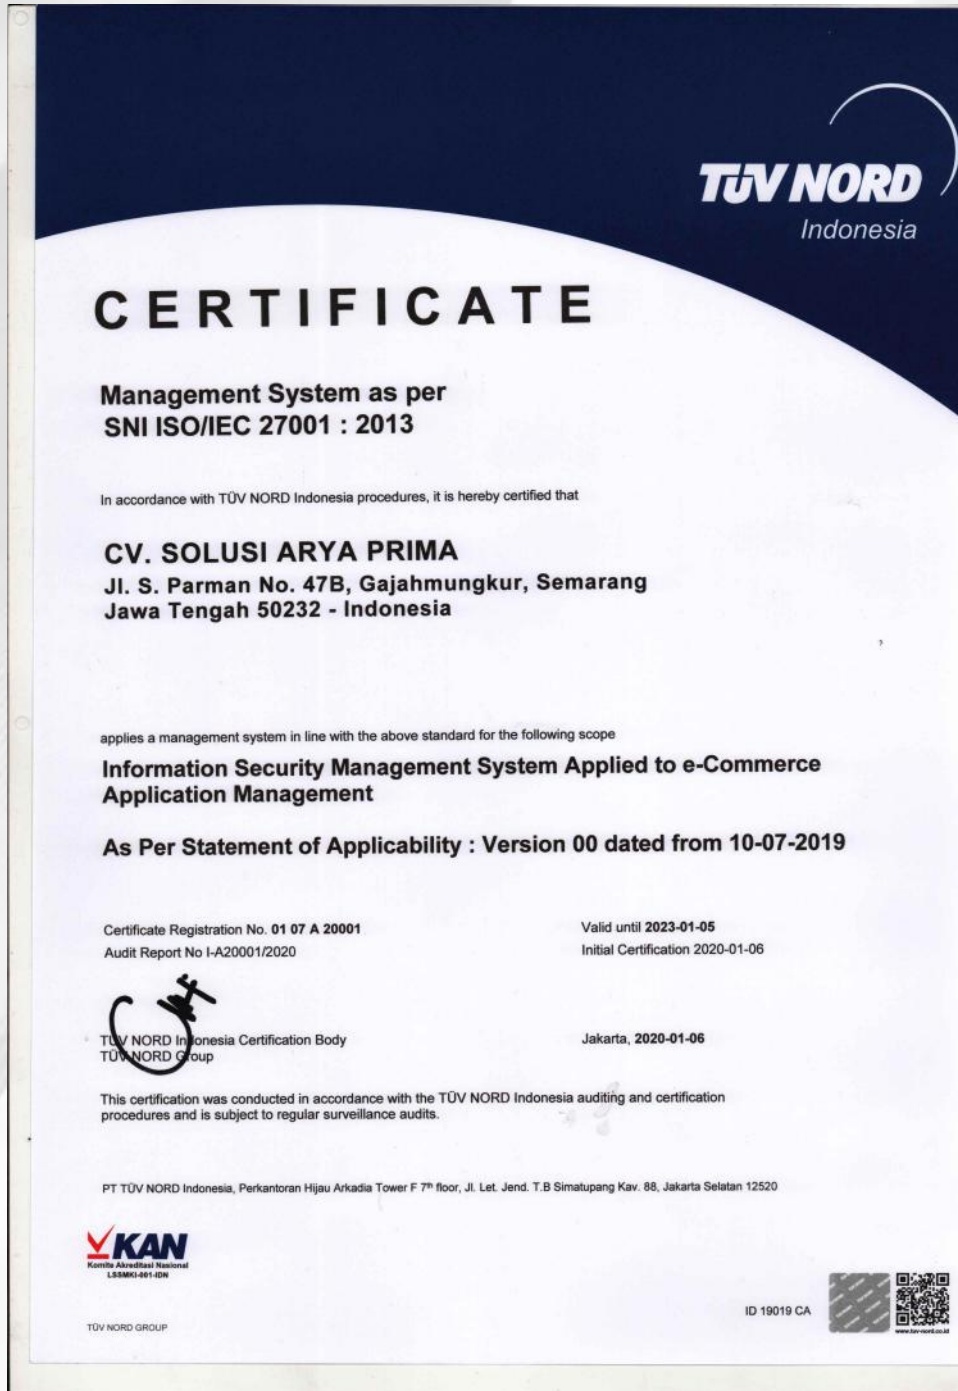 TÜV NORD
Indonesia
CERTIFICATE
Management System as per
SNI ISO/IEC 27001 : 2013
In accordance with TÜV NORD Indonesia procedures, it is hereby certified that
CV. SOLUSI ARYA PRIMA
Jl. S. Parman No. 47B, Gajahmungkur, Semarang
Jawa Tengah 50232 - Indonesia
applies a management system in line with the above standard for the following scope
Information Security Management System Applied to e-Commerce
Application Management
As Per Statement of Applicability : Version 00 dated from 10-07-2019
Certificate Registration No. 01 07 A 20001
Audit Report No I-A20001/2020
Valid until 2023-01-05
Initial Certification 2020-01-06
TÜV NORD Indonesia Certification Body
TÜV NORD Group
Jakarta, 2020-01-06
This certification was conducted in accordance with the TÜV NORD Indonesia auditing and certification
procedures and is subject to regular surveillance audits.
PT TÜV NORD Indonesia, Perkantoran Hijau Arkadia Tower F 7th floor, Jl. Let. Jend. T.B Simatupang Kav. 88, Jakarta Selatan 12520
KAN
Komite Akreditasi Nasional
LSSMKI-001-IDN
ID 19019 CA
www.tuv-nord.co.id
TÜV NORD GROUP